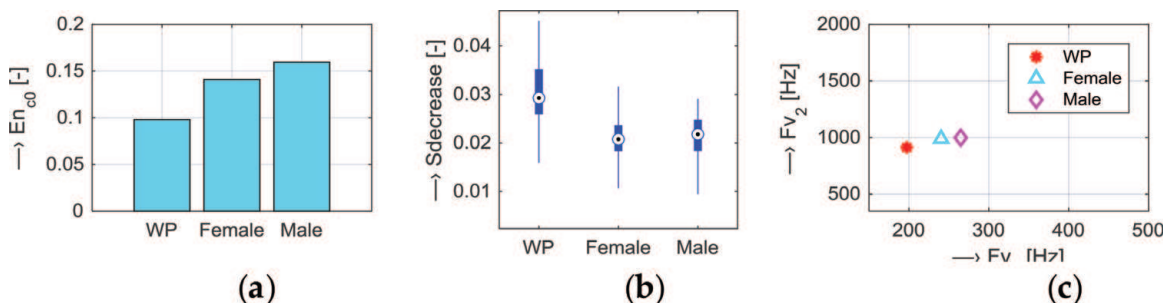 0.2
0.15
0.1
0.05
0
→ En_c0 [-]
WP Female Male
(a)
0.04
0.03
0.02
0.01
→ Sdecrease [-]
WP Female Male
(b)
2000
1500
1000
500
→ Fv_2 [Hz]
WP
Female
Male
200 300 400 500
→ Fv [Hz]
(c)